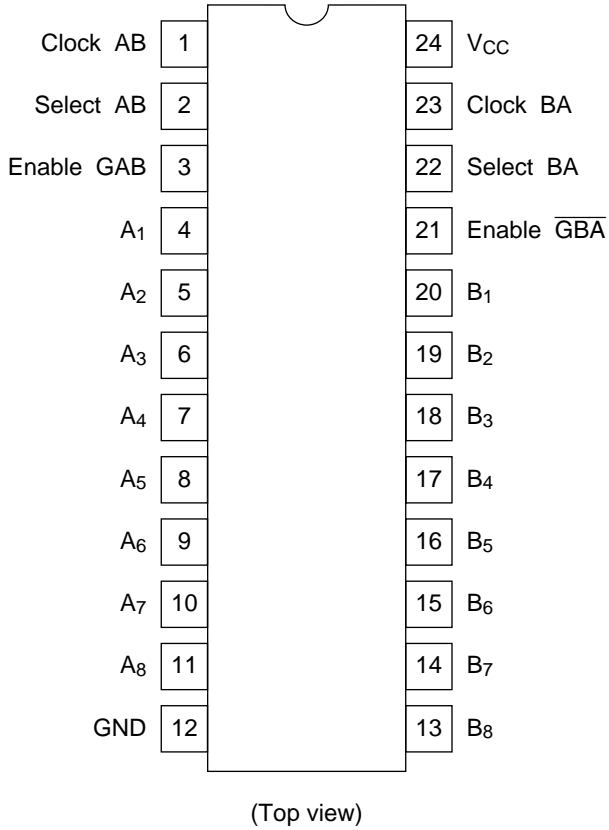 Clock AB 1 24 VCC
Select AB 2 23 Clock BA
Enable GAB 3 22 Select BA
A1 4 21 Enable G̅B̅A̅
A2 5 20 B1
A3 6 19 B2
A4 7 18 B3
A5 8 17 B4
A6 9 16 B5
A7 10 15 B6
A8 11 14 B7
GND 12 13 B8
(Top view)